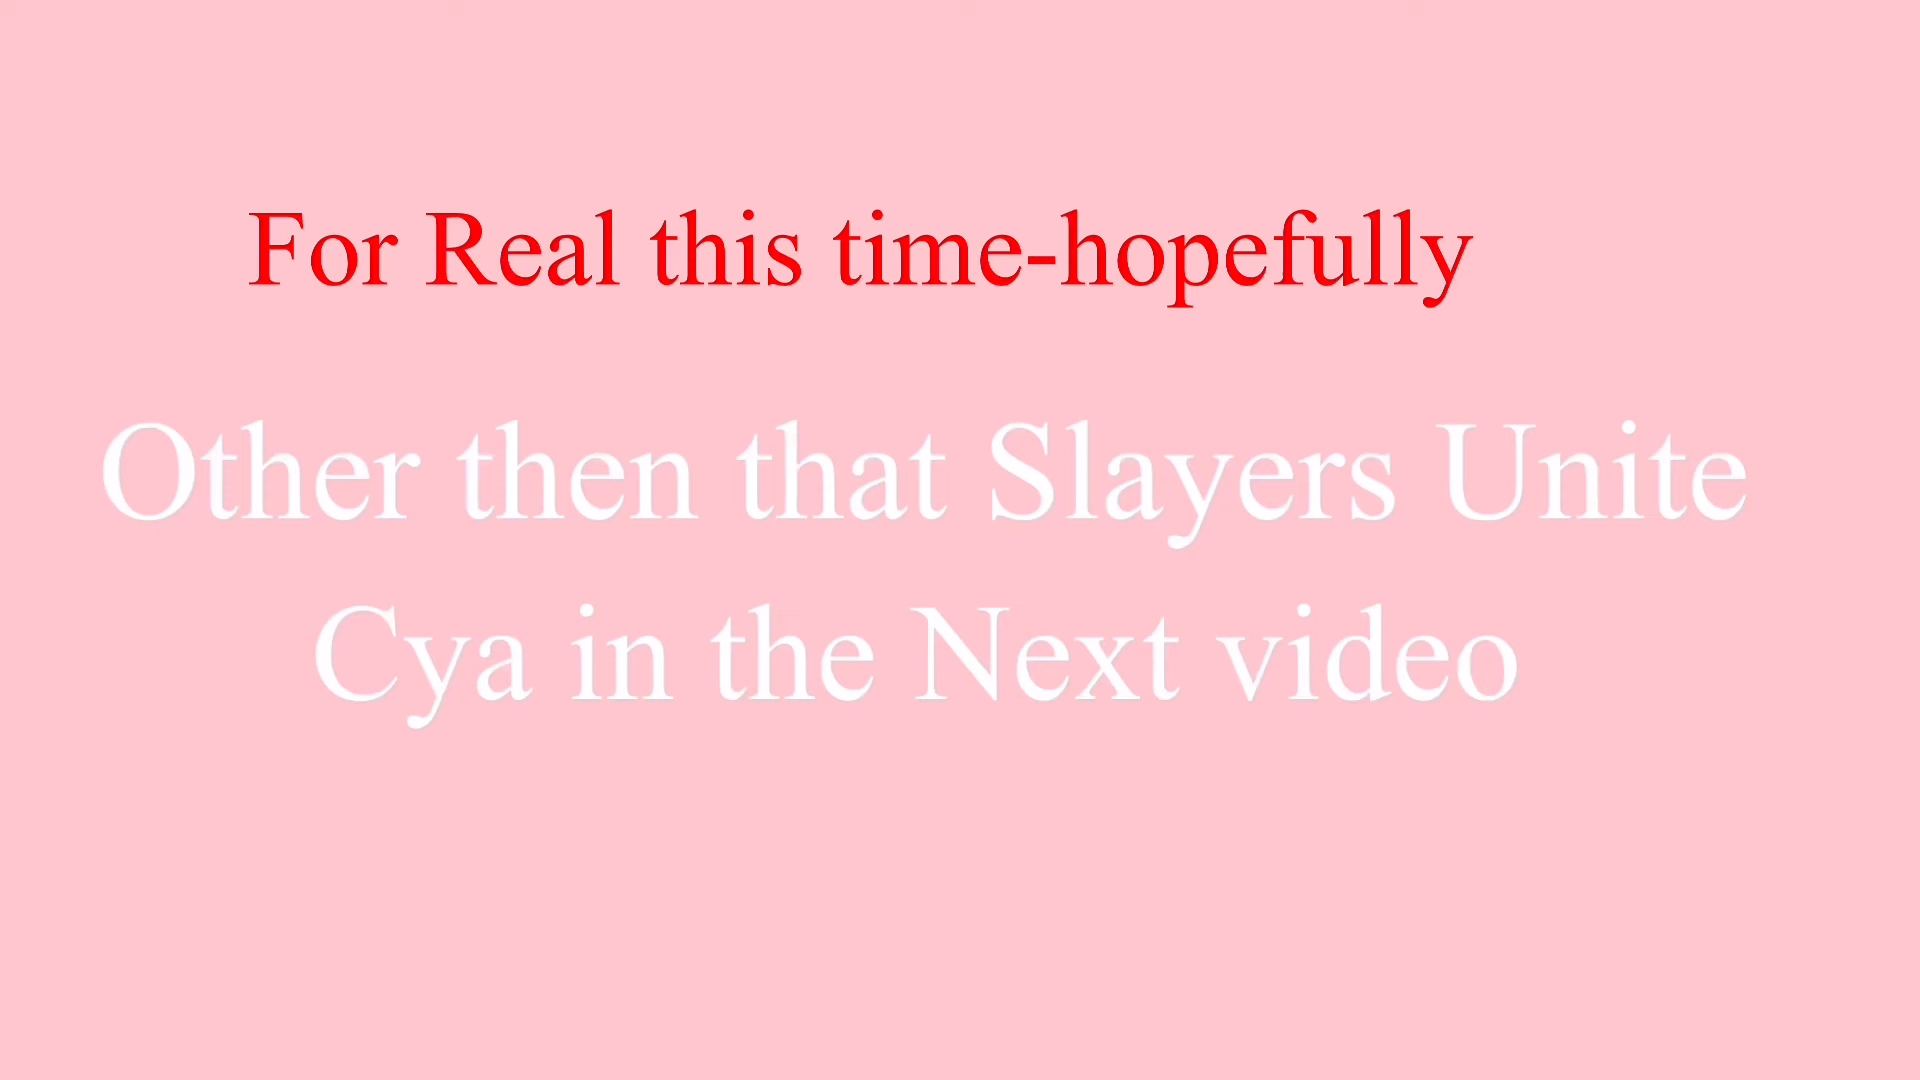 For Real this time-hopefully
Other then that Slayers Unite
Cya in the Next video